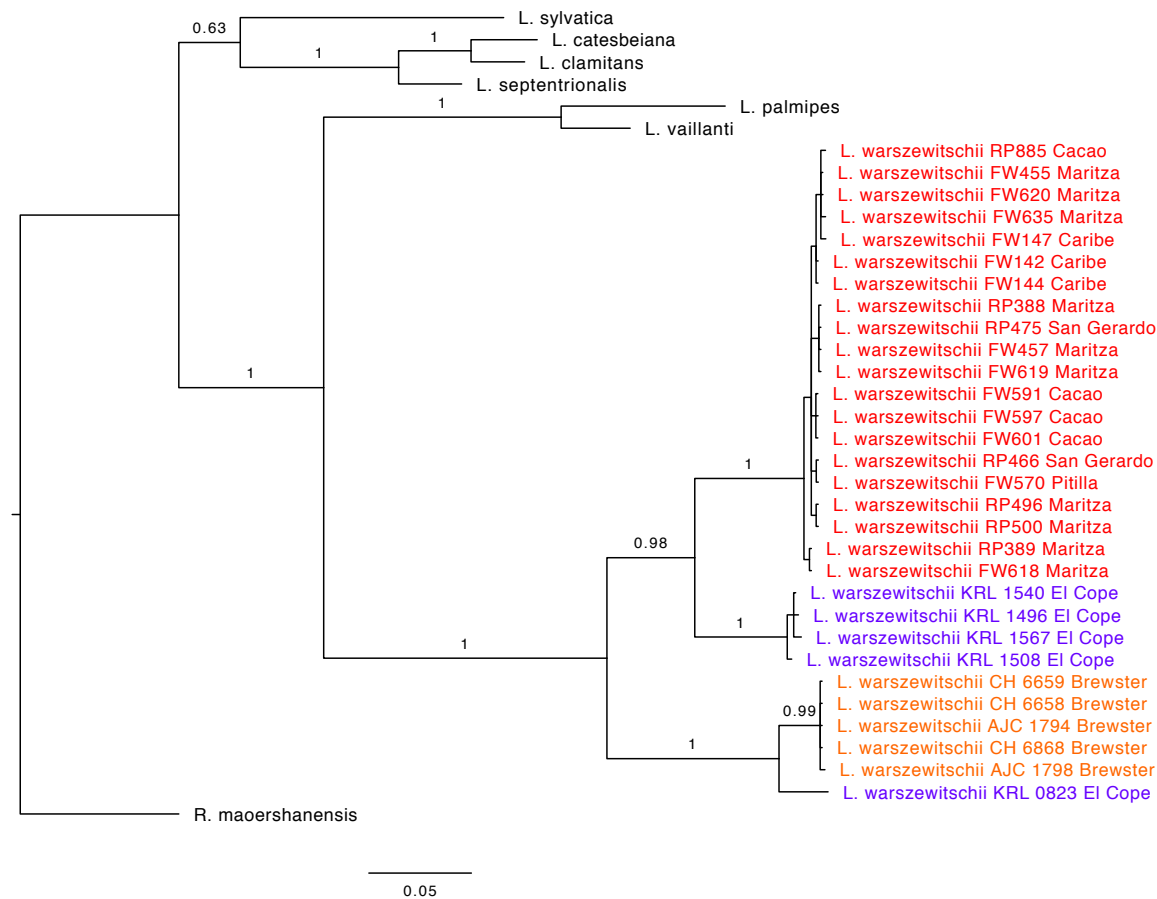 L. sylvatica
0.63
L. catesbeiana
1
1
L. clamitans
L. septentrionalis
1
L. palmipes
L. vaillanti
L. warszewitschii RP885 Cacao
L. warszewitschii FW455 Maritza
L. warszewitschii FW620 Maritza
L. warszewitschii FW635 Maritza
L. warszewitschii FW147 Caribe
L. warszewitschii FW142 Caribe
L. warszewitschii FW144 Caribe
L. warszewitschii RP388 Maritza
L. warszewitschii RP475 San Gerardo
L. warszewitschii FW457 Maritza
L. warszewitschii FW619 Maritza
1
L. warszewitschii FW591 Cacao
L. warszewitschii FW597 Cacao
L. warszewitschii FW601 Cacao
1
L. warszewitschii RP466 San Gerardo
L. warszewitschii FW570 Pitilla
L. warszewitschii RP496 Maritza
L. warszewitschii RP500 Maritza
0.98
L. warszewitschii RP389 Maritza
L. warszewitschii FW618 Maritza
L. warszewitschii KRL 1540 El Cope
L. warszewitschii KRL 1496 El Cope
1
L. warszewitschii KRL 1567 El Cope
1
L. warszewitschii KRL 1508 El Cope
L. warszewitschii CH 6659 Brewster
L. warszewitschii CH 6658 Brewster
0.99
L. warszewitschii AJC 1794 Brewster
1
L. warszewitschii CH 6868 Brewster
L. warszewitschii AJC 1798 Brewster
L. warszewitschii KRL 0823 El Cope
R. maoershanensis
0.05